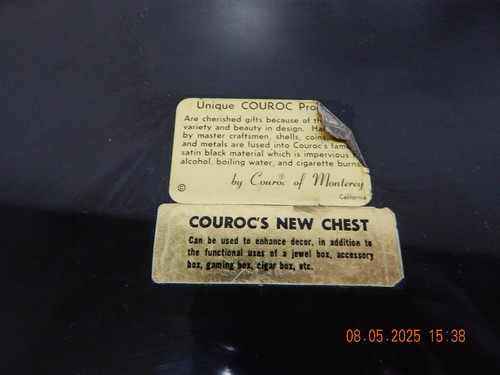 Unique COUROC Pro
Are cherished gifts because of th
variety and beauty in design. Ha
by master craftsmen, shells, coins,
and metals are fused into Couroc's fam
satin black material which is impervious
alcohol, boiling water, and cigarette burns
by Couroc® of Monterey
© California
COUROC'S NEW CHEST
Can be used to enhance decor, in addition to
the functional uses of a jewel box, accessory
box, gaming box, cigar box, etc.
08.05.2025 15:38